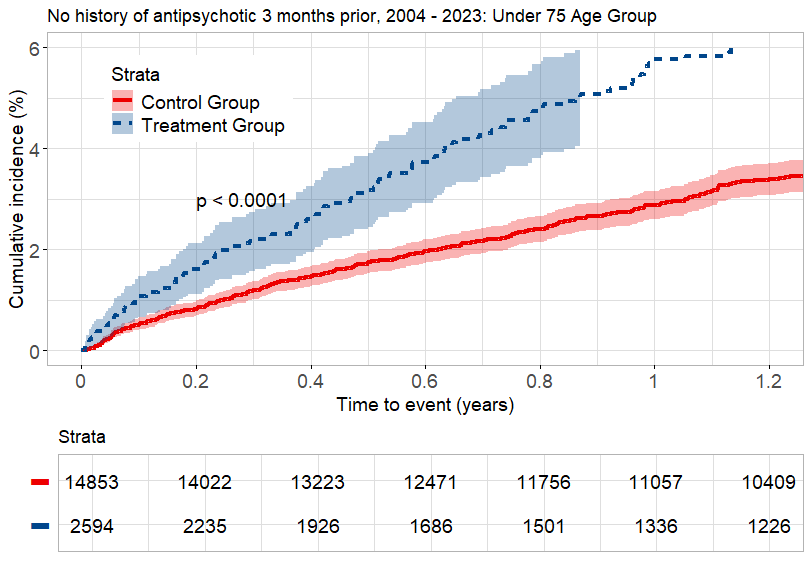 No history of antipsychotic 3 months prior, 2004 - 2023: Under 75 Age Group
Cumulative incidence (%)
6
4
2
0
Strata
Control Group
Treatment Group
p < 0.0001
0 0.2 0.4 0.6 0.8 1 1.2
Time to event (years)
Strata
14853 14022 13223 12471 11756 11057 10409
2594 2235 1926 1686 1501 1336 1226